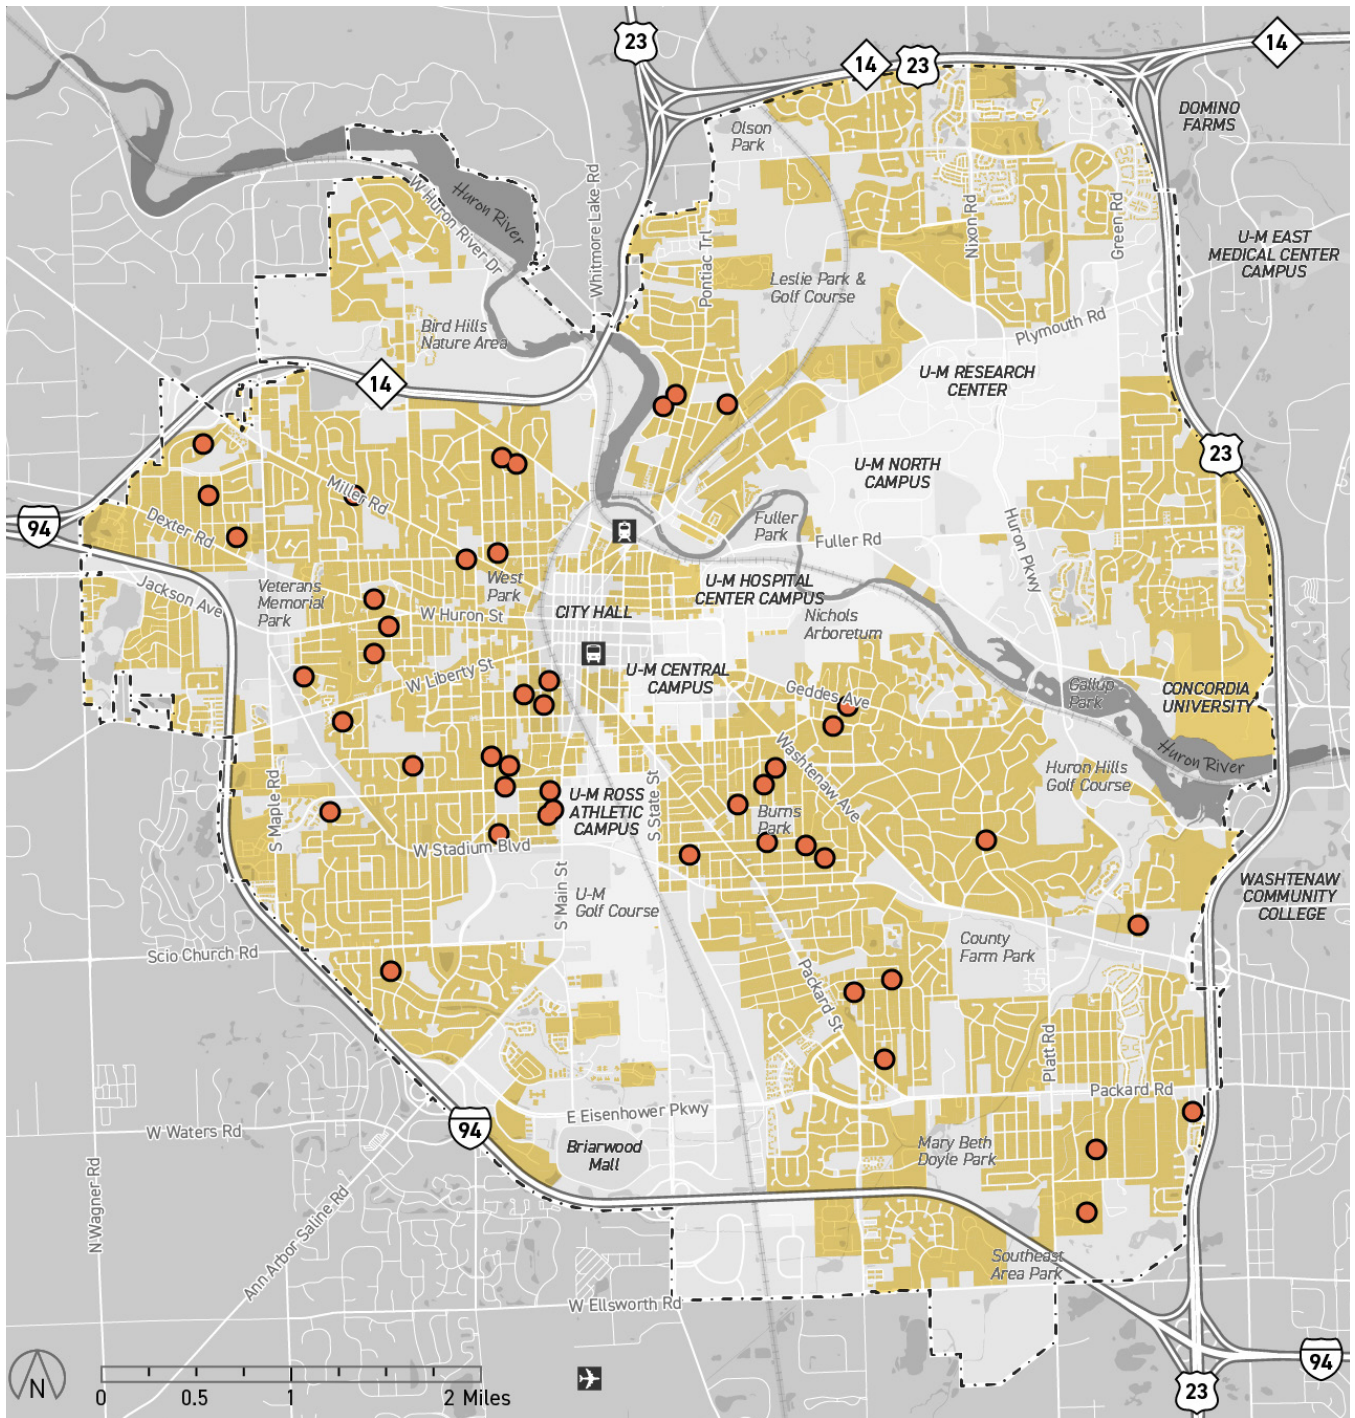 23
14
14
23
DOMINO
FARMS
Olson
Park
W Huron River Dr
Huron River
Whitmore Lake Rd
Pontiac Trl
Nixon Rd
Green Rd
U-M EAST
MEDICAL CENTER
CAMPUS
Leslie Park &
Golf Course
Bird Hills
Nature Area
Plymouth Rd
14
U-M RESEARCH
CENTER
23
U-M NORTH
CAMPUS
Miller Rd
94
Dexter Rd
Fuller
Park
Fuller Rd
Huron Pkwy
Jackson Ave
Veterans
Memorial
Park
West
Park
W Huron St
CITY HALL
U-M HOSPITAL
CENTER CAMPUS
Nichols
Arboretum
W Liberty St
U-M CENTRAL
CAMPUS
Geddes Ave
Gallup
Park
CONCORDIA
UNIVERSITY
Washtenaw Ave
Huron River
Huron Hills
Golf Course
S Maple Rd
U-M ROSS
ATHLETIC
CAMPUS
S State St
Burns
Park
W Stadium Blvd
S Main St
U-M
Golf Course
WASHTENAW
COMMUNITY
COLLEGE
Scio Church Rd
County
Farm Park
Packard St
Platt Rd
Packard Rd
E Eisenhower Pkwy
94
W Waters Rd
Briarwood
Mall
Mary Beth
Doyle Park
N Wagner Rd
Ann Arbor Saline Rd
Southeast
Area Park
W Ellsworth Rd
94
N
0 0.5 1 2 Miles
23